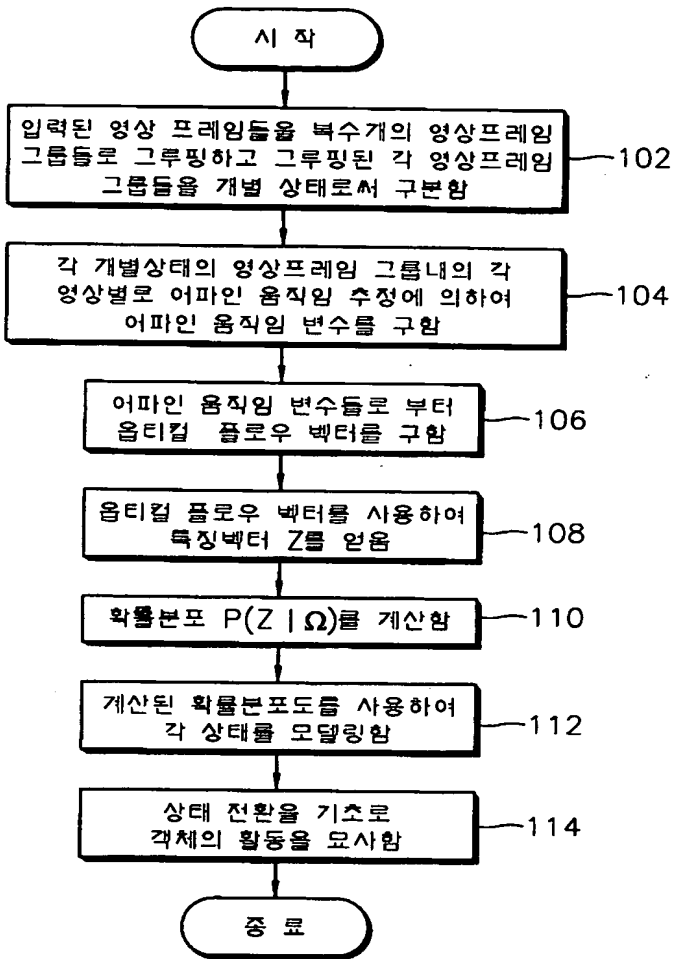 시 작
입력된 영상 프레임들을 복수개의 영상프레임
그룹들로 그루핑하고 그루핑된 각 영상프레임
그룹들을 개별 상태로써 구분함
102
각 개별상태의 영상프레임 그룹내의 각
영상별로 어파인 움직임 추정에 의하여
어파인 움직임 변수를 구함
104
어파인 움직임 변수들로 부터
옵티컬 플로우 벡터를 구함
106
옵티컬 플로우 벡터를 사용하여
특징벡터 Z를 얻음
108
확률분포 P(Z | Ω)를 계산함
110
계산된 확률분포도를 사용하여
각 상태를 모델링함
112
상태 전환을 기초로
객체의 활동을 묘사함
114
종 료